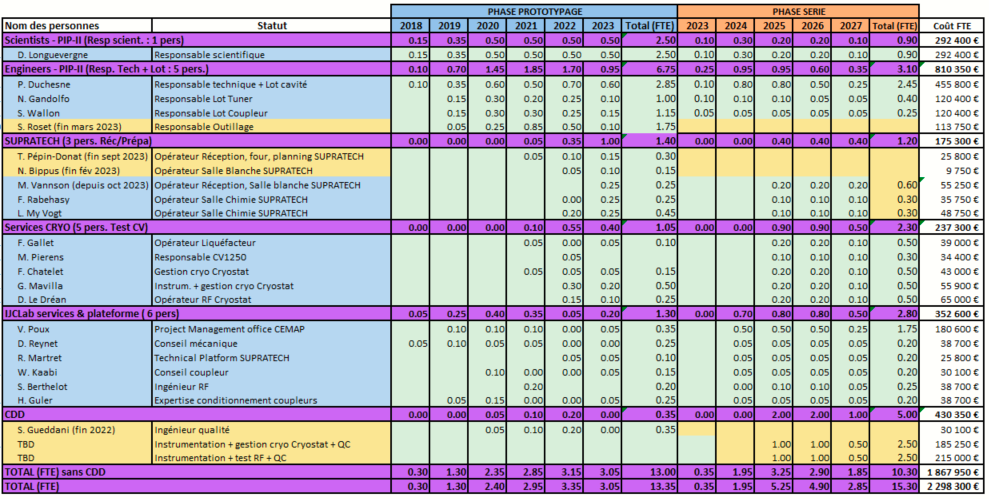 PHASE PROTOTYPAGE PHASE SERIE
Nom des personnes Statut 2018 2019 2020 2021 2022 2023 Total (FTE) 2023 2024 2025 2026 2027 Total (FTE) Coût FTE
Scientists - PIP-II (Resp scient. : 1 pers) 0.15 0.35 0.50 0.50 0.50 0.50 2.50 0.10 0.30 0.20 0.20 0.10 0.90 292 400 €
D. Longuevergne Responsable scientifique 0.15 0.35 0.50 0.50 0.50 0.50 2.50 0.10 0.30 0.20 0.20 0.10 0.90 292 400 €
Engineers - PIP-II (Resp. Tech + Lot : 5 pers.) 0.10 0.70 1.45 1.85 1.70 0.95 6.75 0.25 0.95 0.95 0.60 0.35 3.10 810 350 €
P. Duchesne Responsable technique + Lot cavité 0.10 0.35 0.60 0.50 0.70 0.60 2.85 0.10 0.80 0.80 0.50 0.25 2.45 455 800 €
N. Gandolfo Responsable Lot Tuner 0.15 0.30 0.20 0.25 0.10 1.00 0.10 0.10 0.10 0.05 0.05 0.40 120 400 €
S. Wallon Responsable Lot Coupleur 0.15 0.30 0.30 0.25 0.15 1.15 0.05 0.05 0.05 0.05 0.05 0.25 120 400 €
S. Roset (fin mars 2023) Responsable Outillage 0.05 0.25 0.85 0.50 0.10 1.75 113 750 €
SUPRATECH (3 pers. Réc/Prépa) 0.00 0.00 0.00 0.05 0.35 1.00 1.40 0.00 0.00 0.40 0.40 0.40 1.20 175 300 €
T. Pépin-Donat (fin sept 2023) Opérateur Réception, four, planning SUPRATECH 0.05 0.10 0.15 0.30 25 800 €
N. Bippus (fin fév 2023) Opérateur Salle Blanche SUPRATECH 0.05 0.10 0.15 9 750 €
M. Vannson (depuis oct 2023) Opérateur Réception, Salle blanche SUPRATECH 0.25 0.25 0.20 0.20 0.20 0.60 55 250 €
F. Rabehasy Opérateur Salle Chimie SUPRATECH 0.00 0.25 0.25 0.10 0.10 0.10 0.30 35 750 €
L. My Vogt Opérateur Salle Chimie SUPRATECH 0.20 0.25 0.45 0.10 0.10 0.10 0.30 48 750 €
Services CRYO (5 pers. Test CV) 0.00 0.00 0.00 0.10 0.55 0.40 1.05 0.00 0.00 0.90 0.90 0.50 2.30 237 300 €
F. Gallet Opérateur Liquéfacteur 0.05 0.00 0.05 0.10 0.20 0.20 0.10 0.50 39 000 €
M. Pierens Responsable CV1250 0.05 0.10 0.10 0.10 0.30 34 400 €
F. Chatelet Gestion cryo Cryostat 0.05 0.05 0.05 0.15 0.20 0.20 0.10 0.50 43 000 €
G. Mavilla Instrum. + gestion cryo Cryostat 0.30 0.20 0.50 0.20 0.20 0.10 0.50 55 900 €
D. Le Dréan Opérateur RF Cryostat 0.15 0.10 0.25 0.20 0.20 0.10 0.50 65 000 €
IJCLab services & plateforme ( 6 pers) 0.05 0.25 0.40 0.35 0.05 0.20 1.30 0.00 0.70 0.80 0.80 0.50 2.80 352 600 €
V. Poux Project Management office CEMAP 0.10 0.10 0.10 0.00 0.05 0.35 0.50 0.50 0.50 0.25 1.75 180 600 €
D. Reynet Conseil mécanique 0.05 0.10 0.05 0.05 0.00 0.00 0.25 0.05 0.05 0.05 0.05 0.20 38 700 €
R. Martret Technical Platform SUPRATECH 0.05 0.05 0.10 0.05 0.05 0.05 0.05 0.20 25 800 €
W. Kaabi Conseil coupleur 0.10 0.00 0.00 0.05 0.15 0.05 0.05 0.05 0.05 0.20 30 100 €
S. Berthelot Ingénieur RF 0.20 0.20 0.00 0.10 0.10 0.05 0.25 38 700 €
H. Guler Expertise conditionnement coupleurs 0.05 0.15 0.00 0.00 0.05 0.25 0.05 0.05 0.05 0.05 0.20 38 700 €
CDD 0.00 0.00 0.05 0.10 0.20 0.00 0.35 0.00 0.00 2.00 2.00 1.00 5.00 430 350 €
S. Gueddani (fin 2022) Ingénieur qualité 0.05 0.10 0.20 0.00 0.35 30 100 €
TBD Instrumentation + gestion cryo Cryostat + QC 1.00 1.00 0.50 2.50 185 250 €
TBD Instrumentation + test RF + QC 1.00 1.00 0.50 2.50 215 000 €
TOTAL (FTE) sans CDD 0.30 1.30 2.35 2.85 3.15 3.05 13.00 0.35 1.95 3.25 2.90 1.85 10.30 1 867 950 €
TOTAL (FTE) 0.30 1.30 2.40 2.95 3.35 3.05 13.35 0.35 1.95 5.25 4.90 2.85 15.30 2 298 300 €